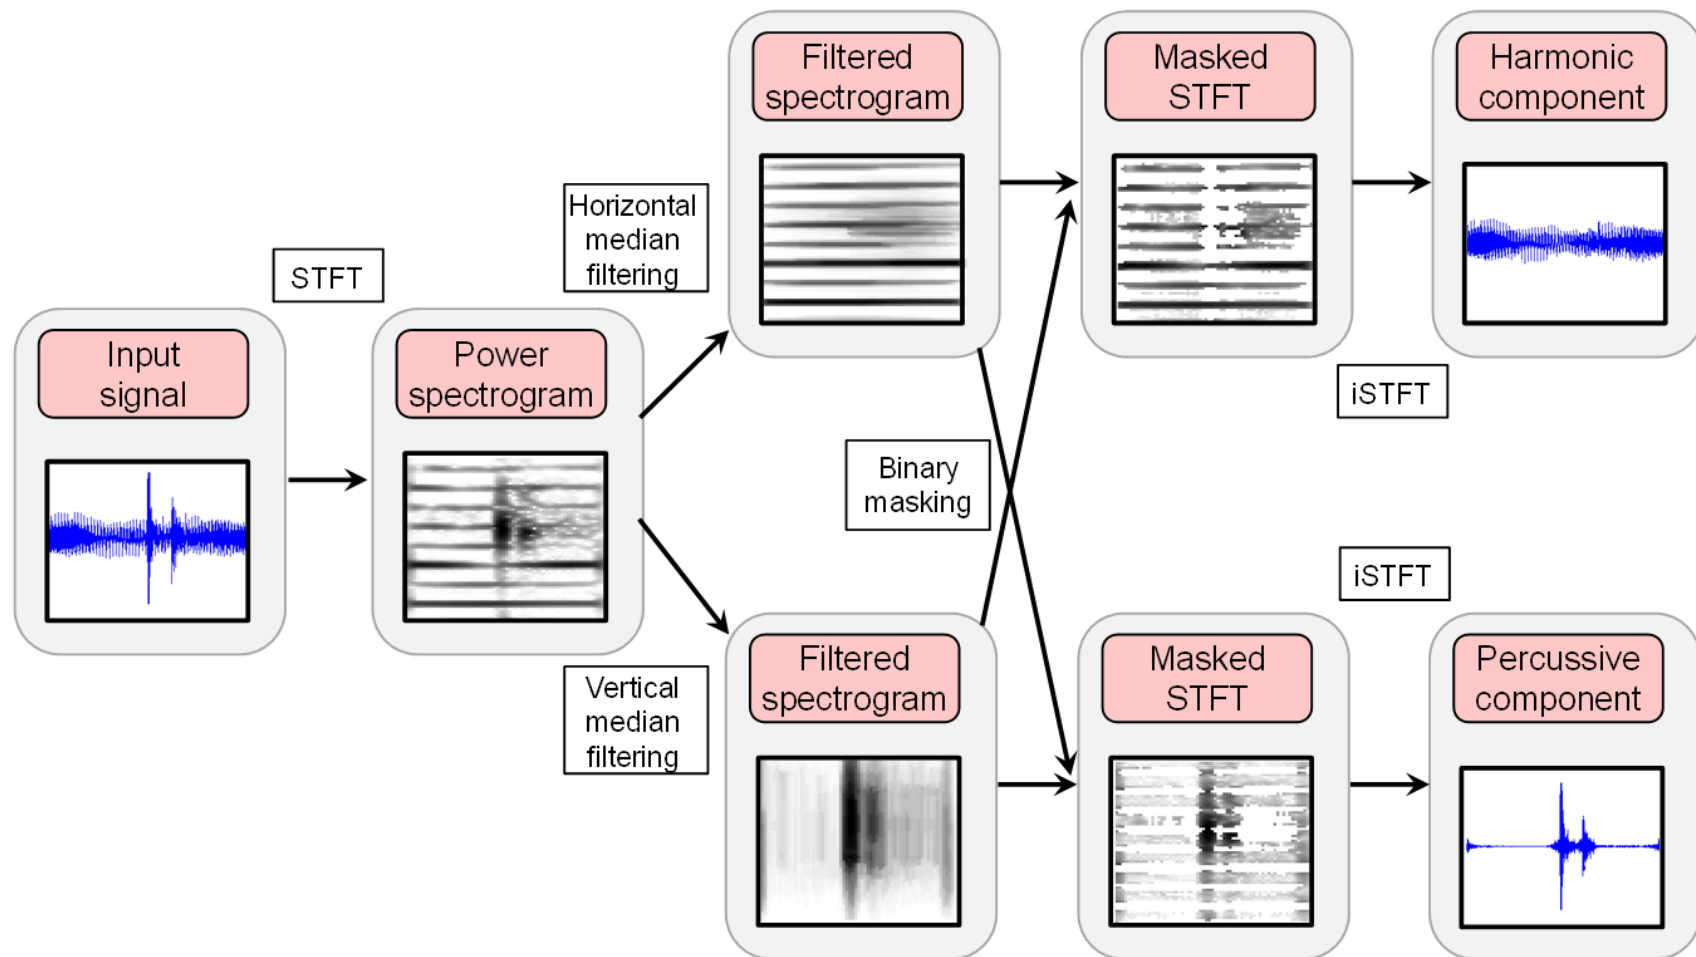 Input
signal
STFT
Power
spectrogram
Horizontal
median
filtering
Filtered
spectrogram
Masked
STFT
Harmonic
component
iSTFT
Binary
masking
Vertical
median
filtering
Filtered
spectrogram
Masked
STFT
iSTFT
Percussive
component